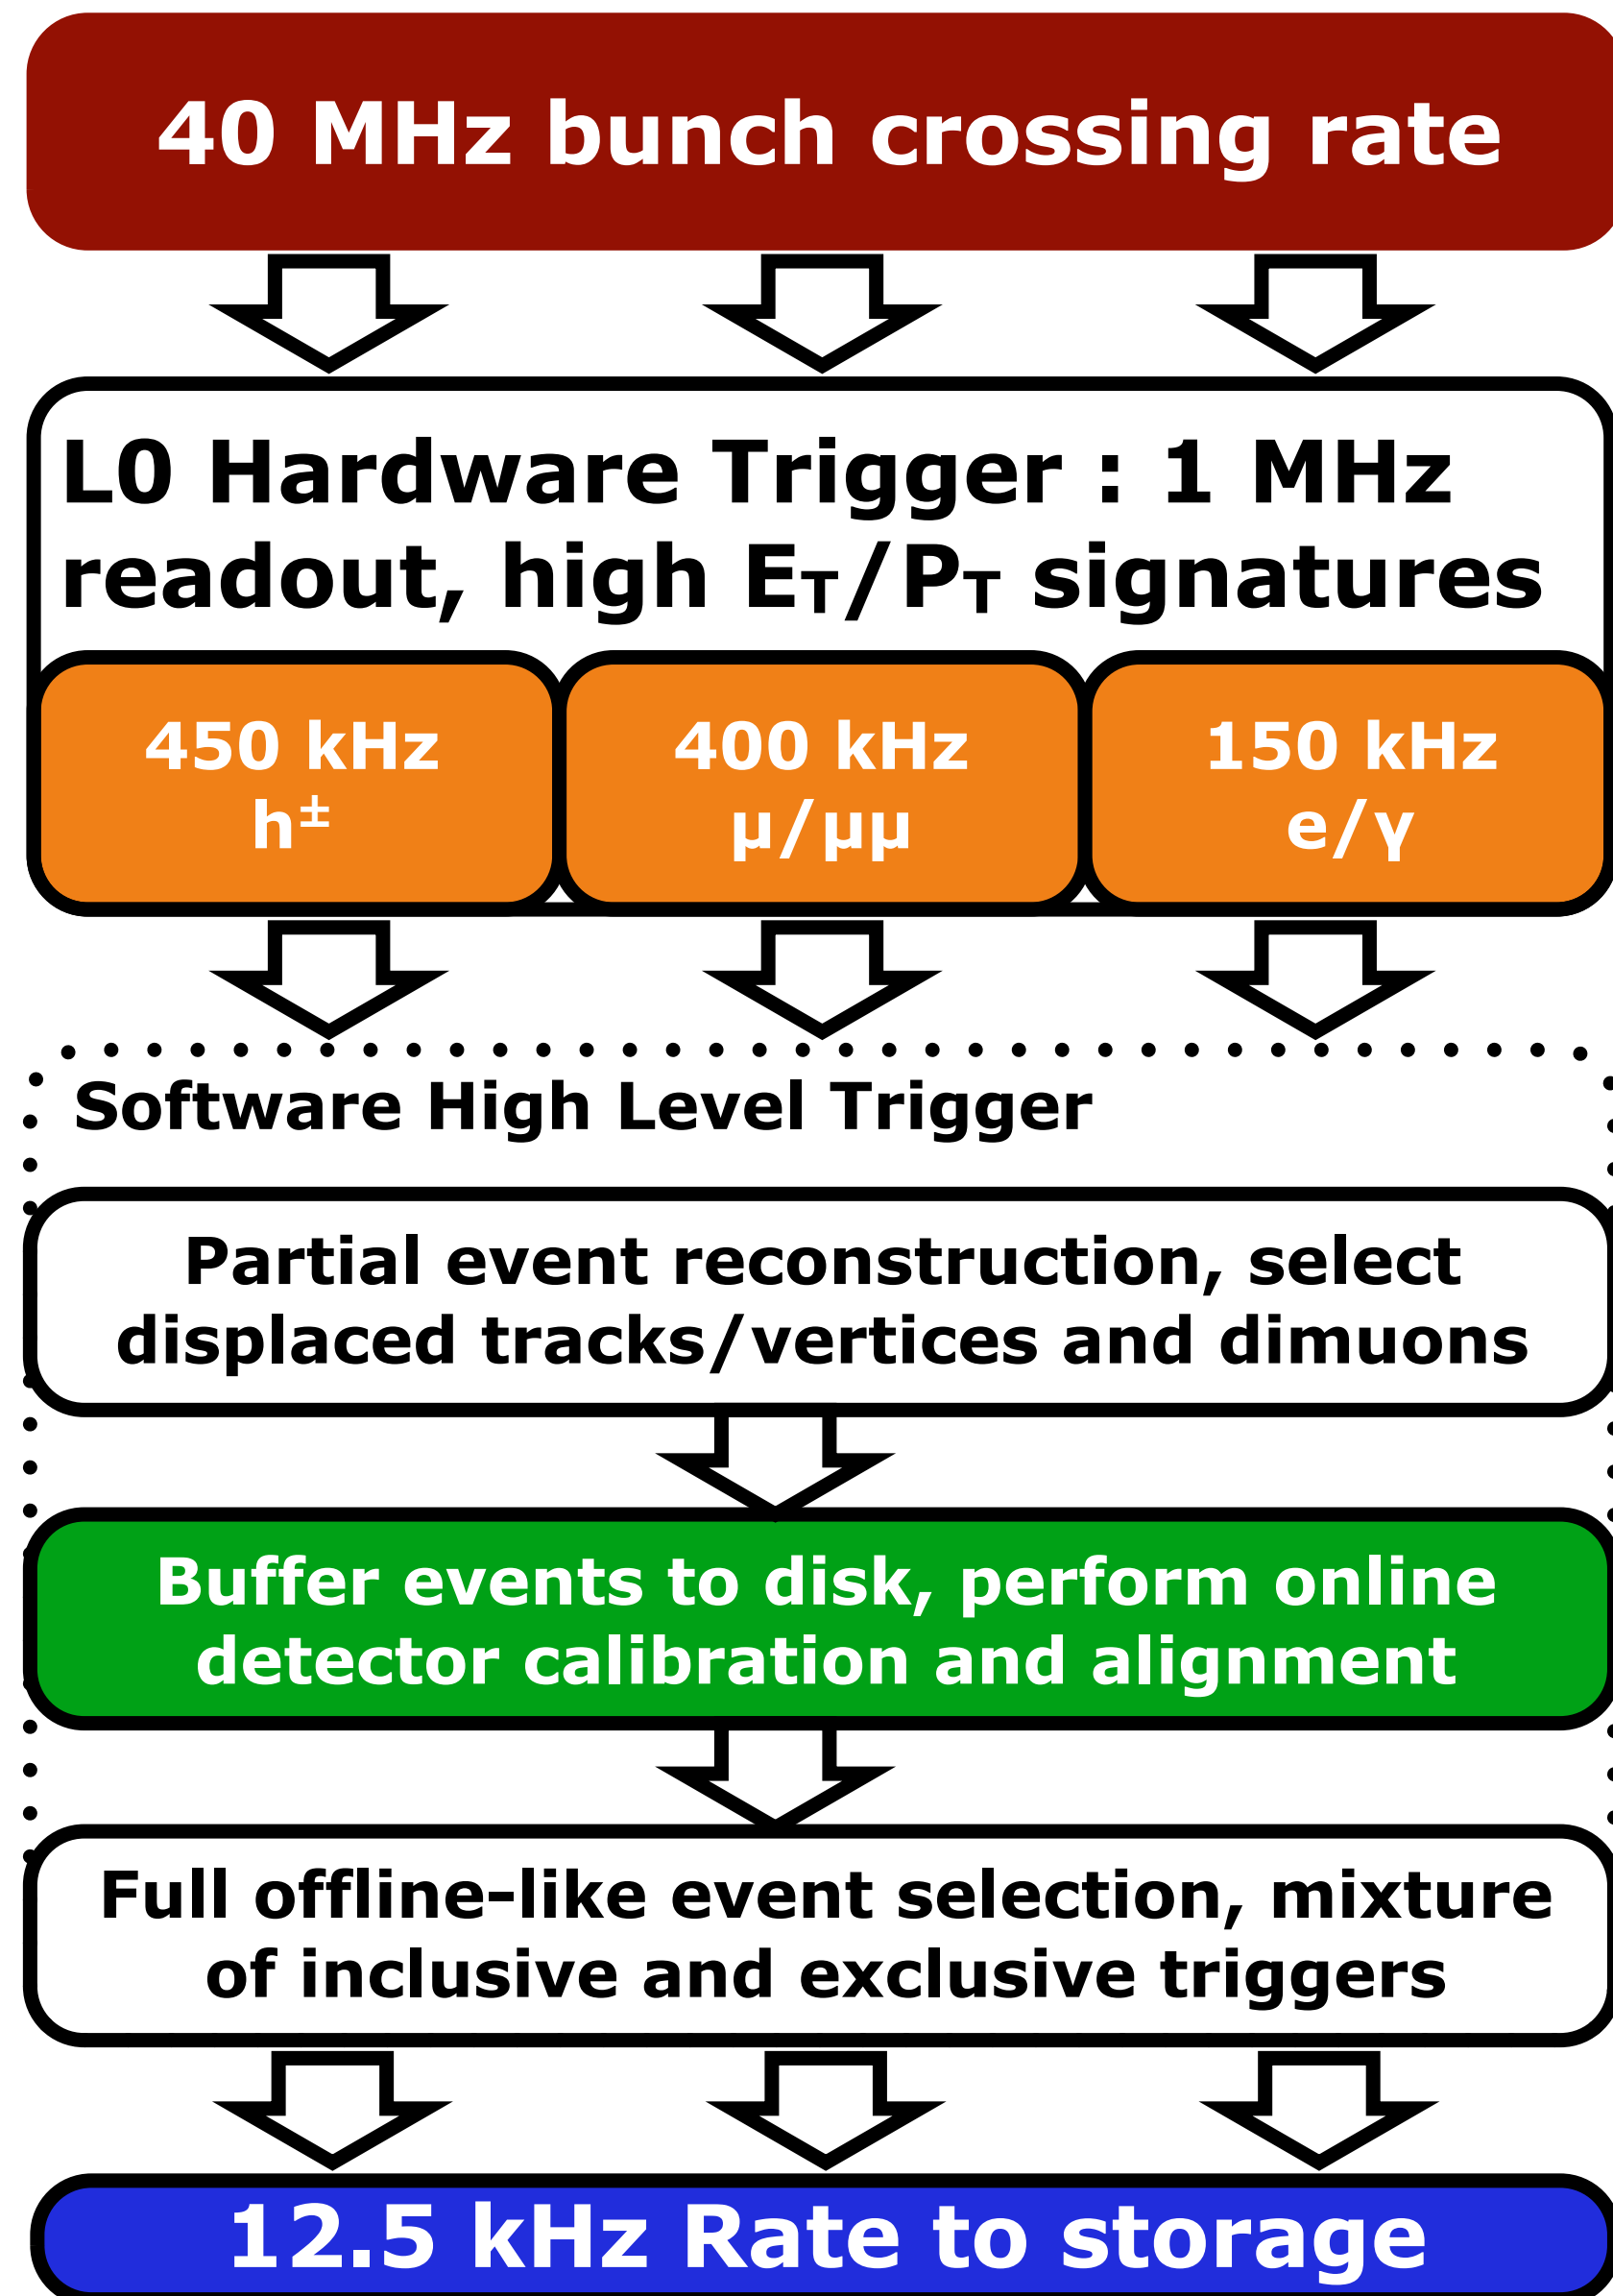 40 MHz bunch crossing rate
L0 Hardware Trigger : 1 MHz
readout, high ET/PT signatures
450 kHz
h±
400 kHz
µ/µµ
150 kHz
e/γ
Software High Level Trigger
Partial event reconstruction, select
displaced tracks/vertices and dimuons
Buffer events to disk, perform online
detector calibration and alignment
Full offline-like event selection, mixture
of inclusive and exclusive triggers
12.5 kHz Rate to storage